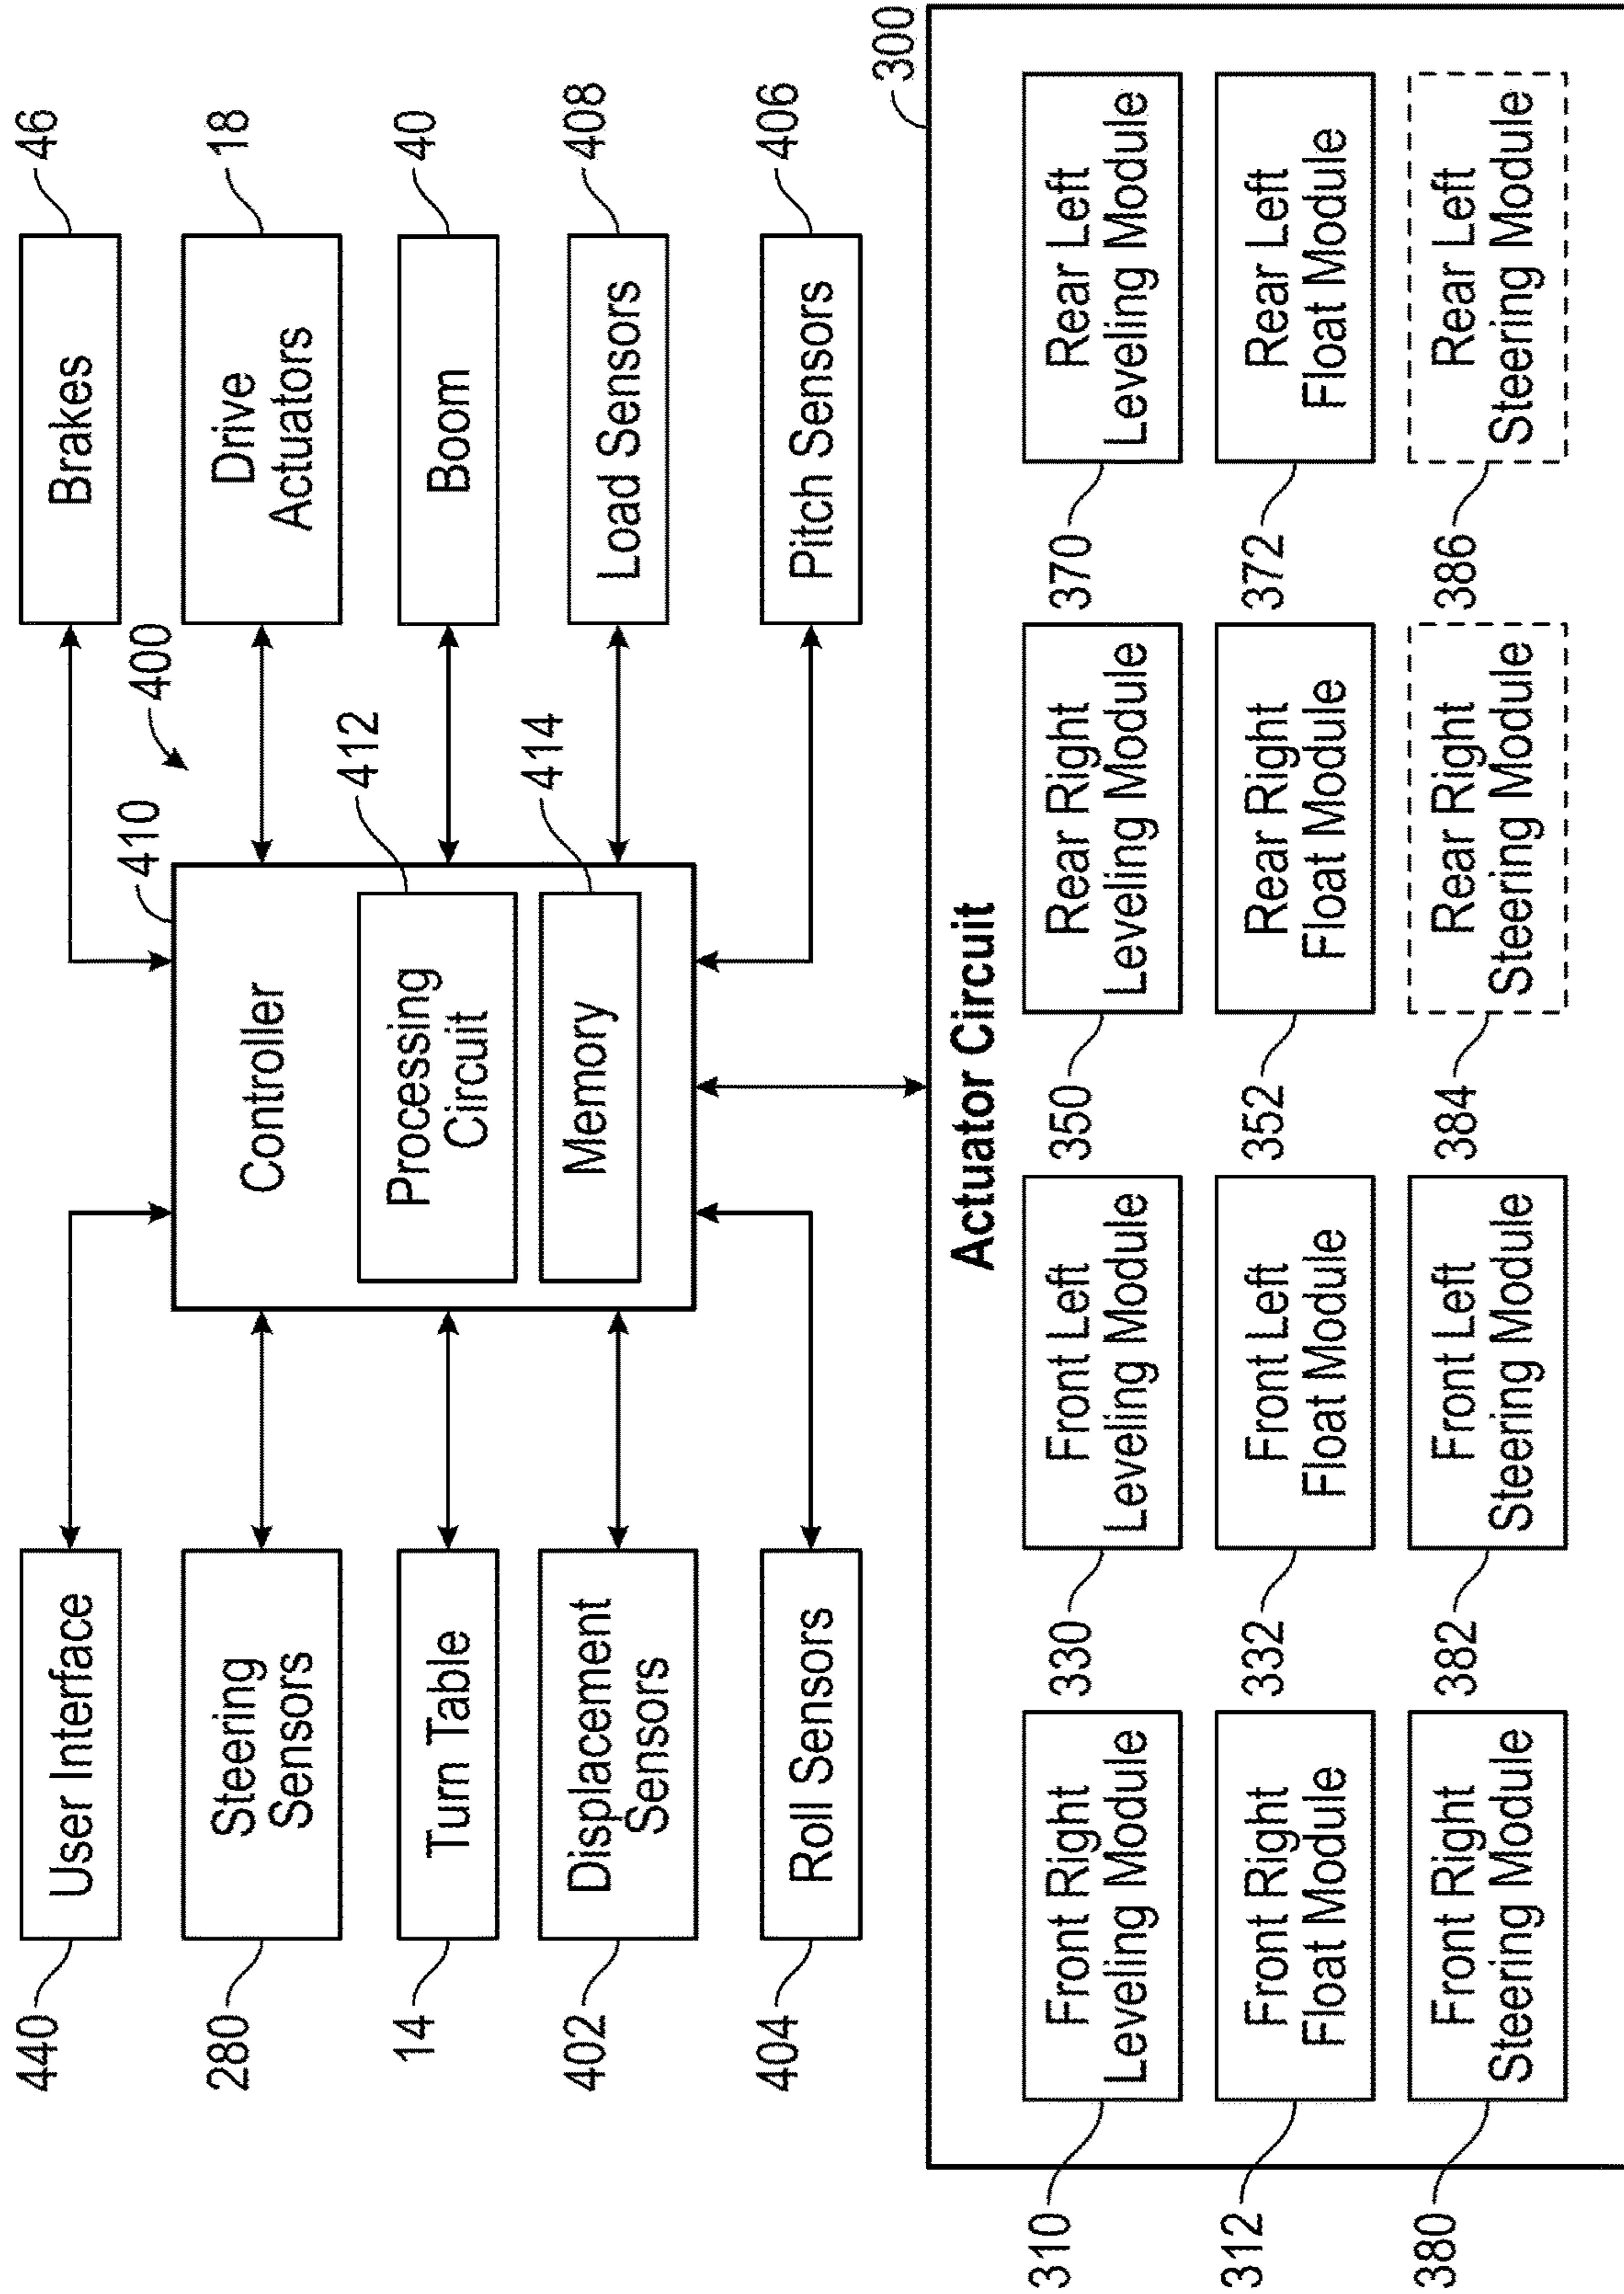 440
User Interface
280
Steering
Sensors
14
Turn Table
402
Displacement
Sensors
404
Roll Sensors
410
400
Controller
Processing
Circuit
412
Memory
414
Brakes
46
Drive
Actuators
18
Boom
40
Load Sensors
408
Pitch Sensors
406
300
Actuator Circuit
310
Front Right
Leveling Module
330
Front Left
Leveling Module
350
Rear Right
Leveling Module
370
Rear Left
Leveling Module
312
Front Right
Float Module
332
Front Left
Float Module
352
Rear Right
Float Module
372
Rear Left
Float Module
380
Front Right
Steering Module
382
Front Left
Steering Module
384
Rear Right
Steering Module
386
Rear Left
Steering Module